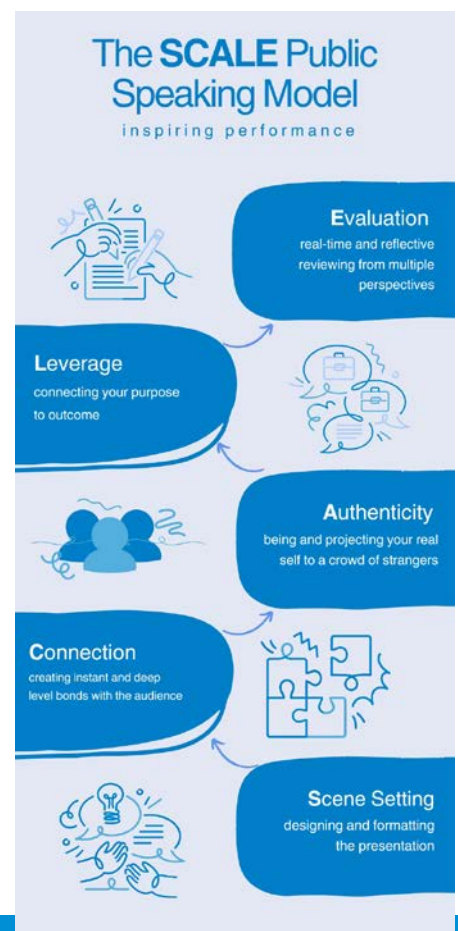 The SCALE Public
Speaking Model
inspiring performance
Evaluation
real-time and reflective
reviewing from multiple
perspectives
Leverage
connecting your purpose
to outcome
Authenticity
being and projecting your real
self to a crowd of strangers
Connection
creating instant and deep
level bonds with the audience
Scene Setting
designing and formatting
the presentation